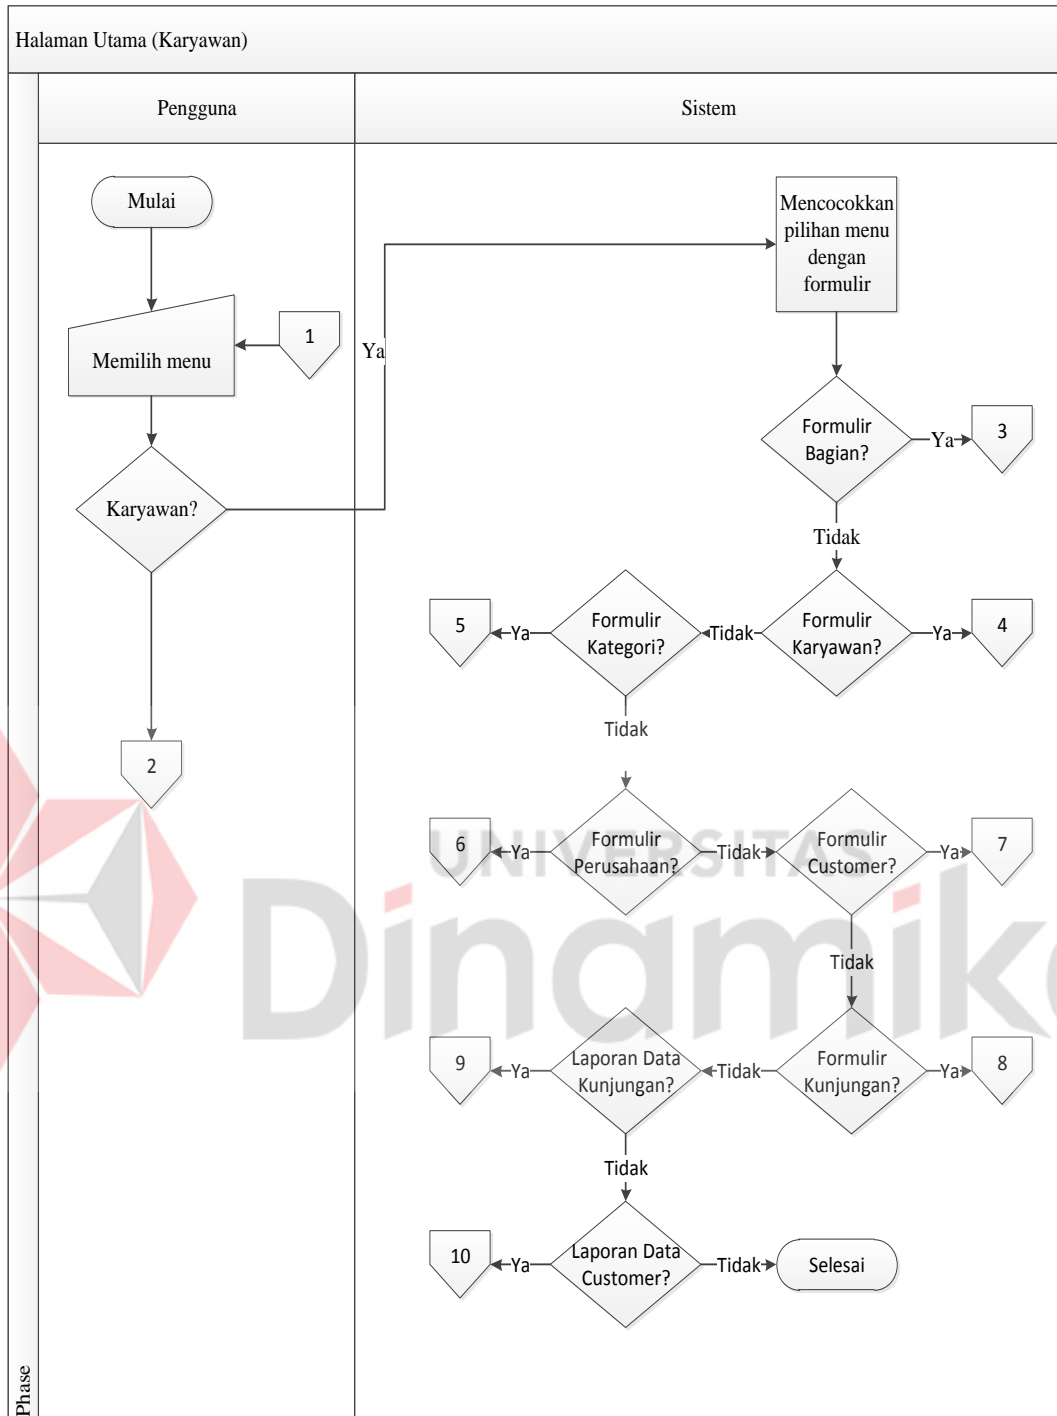 Halaman Utama (Karyawan)
Pengguna
Sistem
Mulai
Mencocokkan
pilihan menu
dengan
formulir
1
Memilih menu
Ya
Formulir
Bagian?
Ya
3
Karyawan?
Tidak
5
Ya
Formulir
Kategori?
Tidak
Formulir
Karyawan?
Ya
4
Tidak
2
6
Ya
Formulir
Perusahaan?
Tidak
Formulir
Customer?
Ya
7
UNIVERSITAS
Dinamika
Tidak
9
Ya
Laporan Data
Kunjungan?
Tidak
Formulir
Kunjungan?
Ya
8
Tidak
10
Ya
Laporan Data
Customer?
Tidak
Selesai
Phase